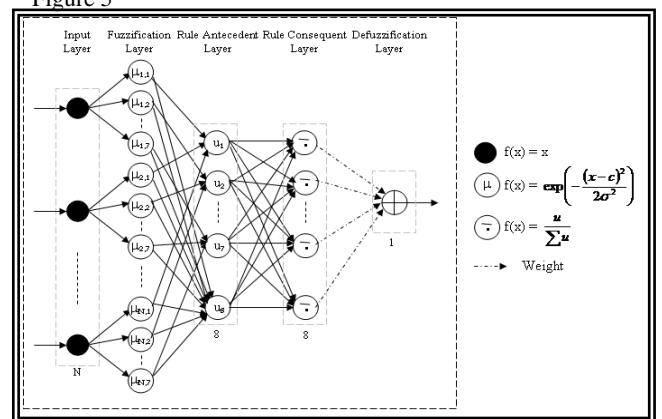 Figure 3
Input Layer
Fuzzification Layer
Rule Antecedent Layer
Rule Consequent Layer
Defuzzification Layer
μ1,1
μ1,2
μ1,7
μ2,1
μ2,2
μ2,7
μN,1
μN,2
μN,7
u1
u2
u7
u8
N
8
8
1
f(x) = x
μ f(x) = exp(-(x-c)²/2σ²)
f(x) = u/∑u
Weight